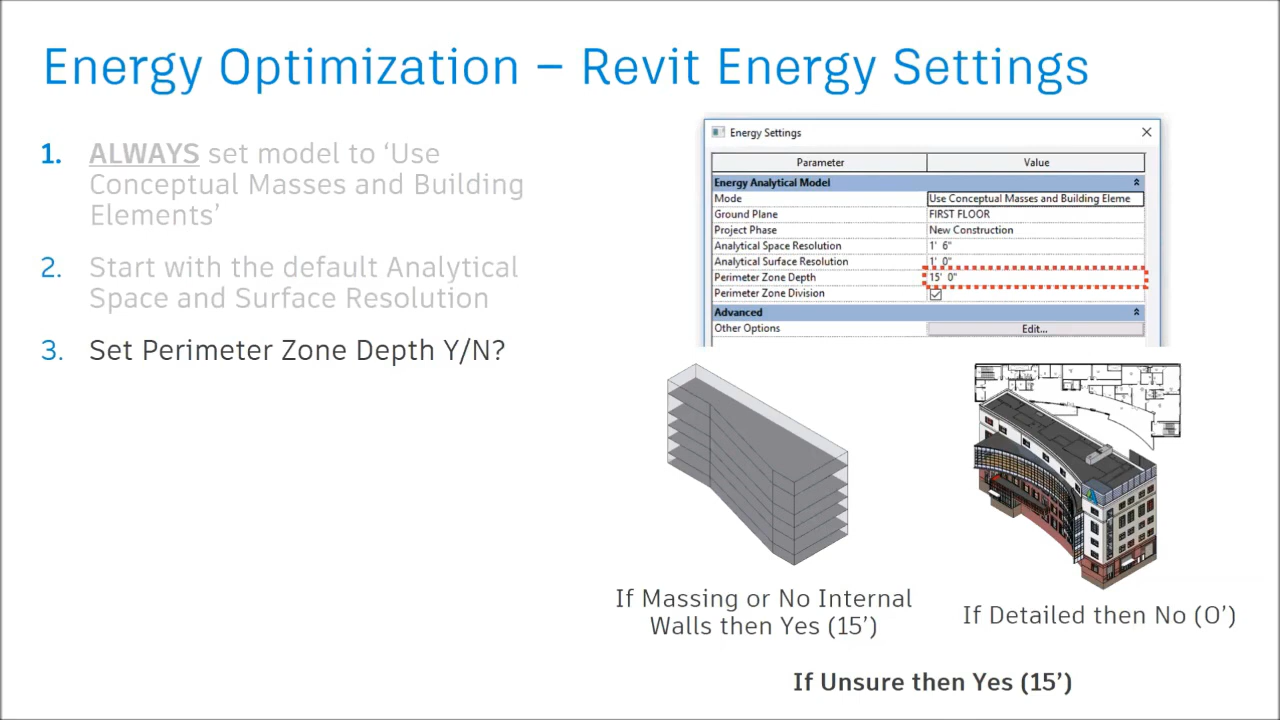 Energy Optimization – Revit Energy Settings
1. ALWAYS set model to ‘Use
Conceptual Masses and Building
Elements’
2. Start with the default Analytical
Space and Surface Resolution
3. Set Perimeter Zone Depth Y/N?
Energy Settings
Parameter Value
Energy Analytical Model
Mode Use Conceptual Masses and Building Eleme
Ground Plane FIRST FLOOR
Project Phase New Construction
Analytical Space Resolution 1' 6"
Analytical Surface Resolution 1' 0"
Perimeter Zone Depth 15' 0"
Perimeter Zone Division
Advanced
Other Options Edit...
If Massing or No Internal
Walls then Yes (15’)
If Detailed then No (0’)
If Unsure then Yes (15’)